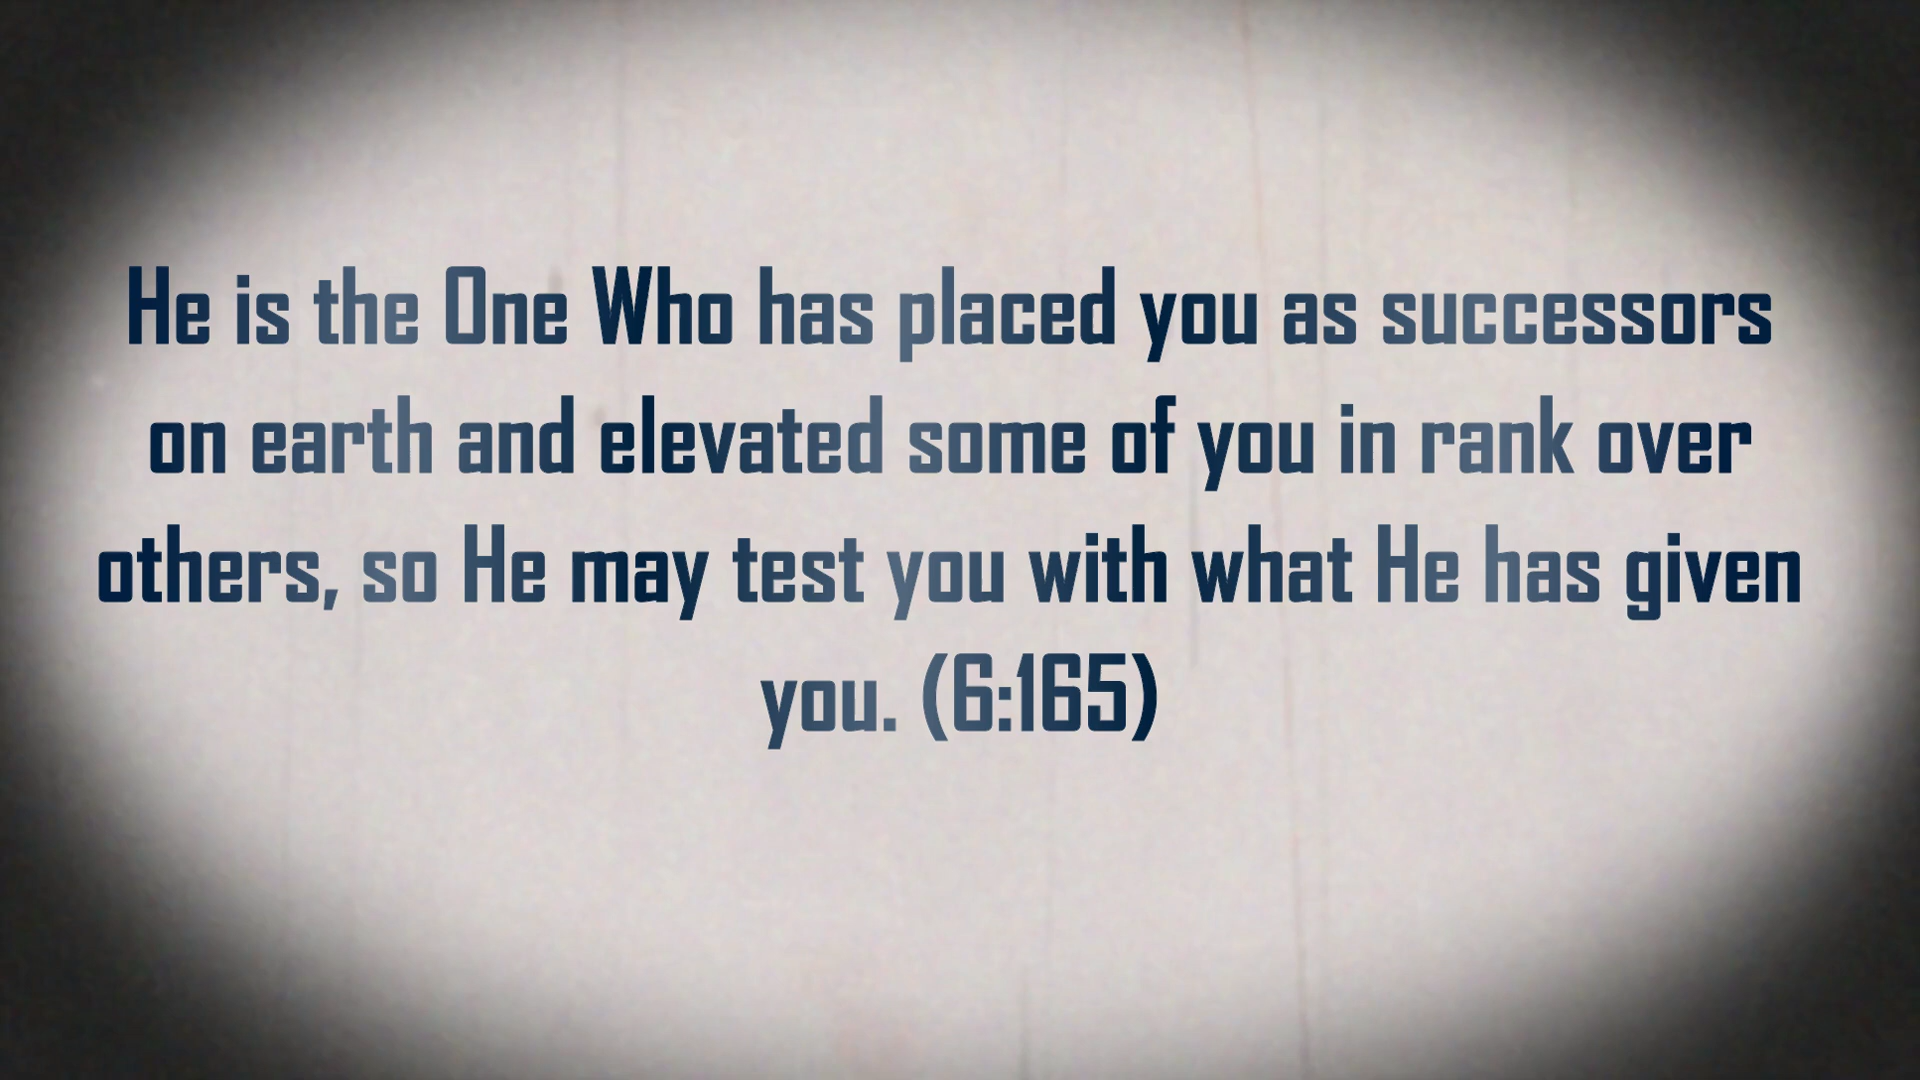 He is the One Who has placed you as successors
on earth and elevated some of you in rank over
others, so He may test you with what He has given
you. (6:165)